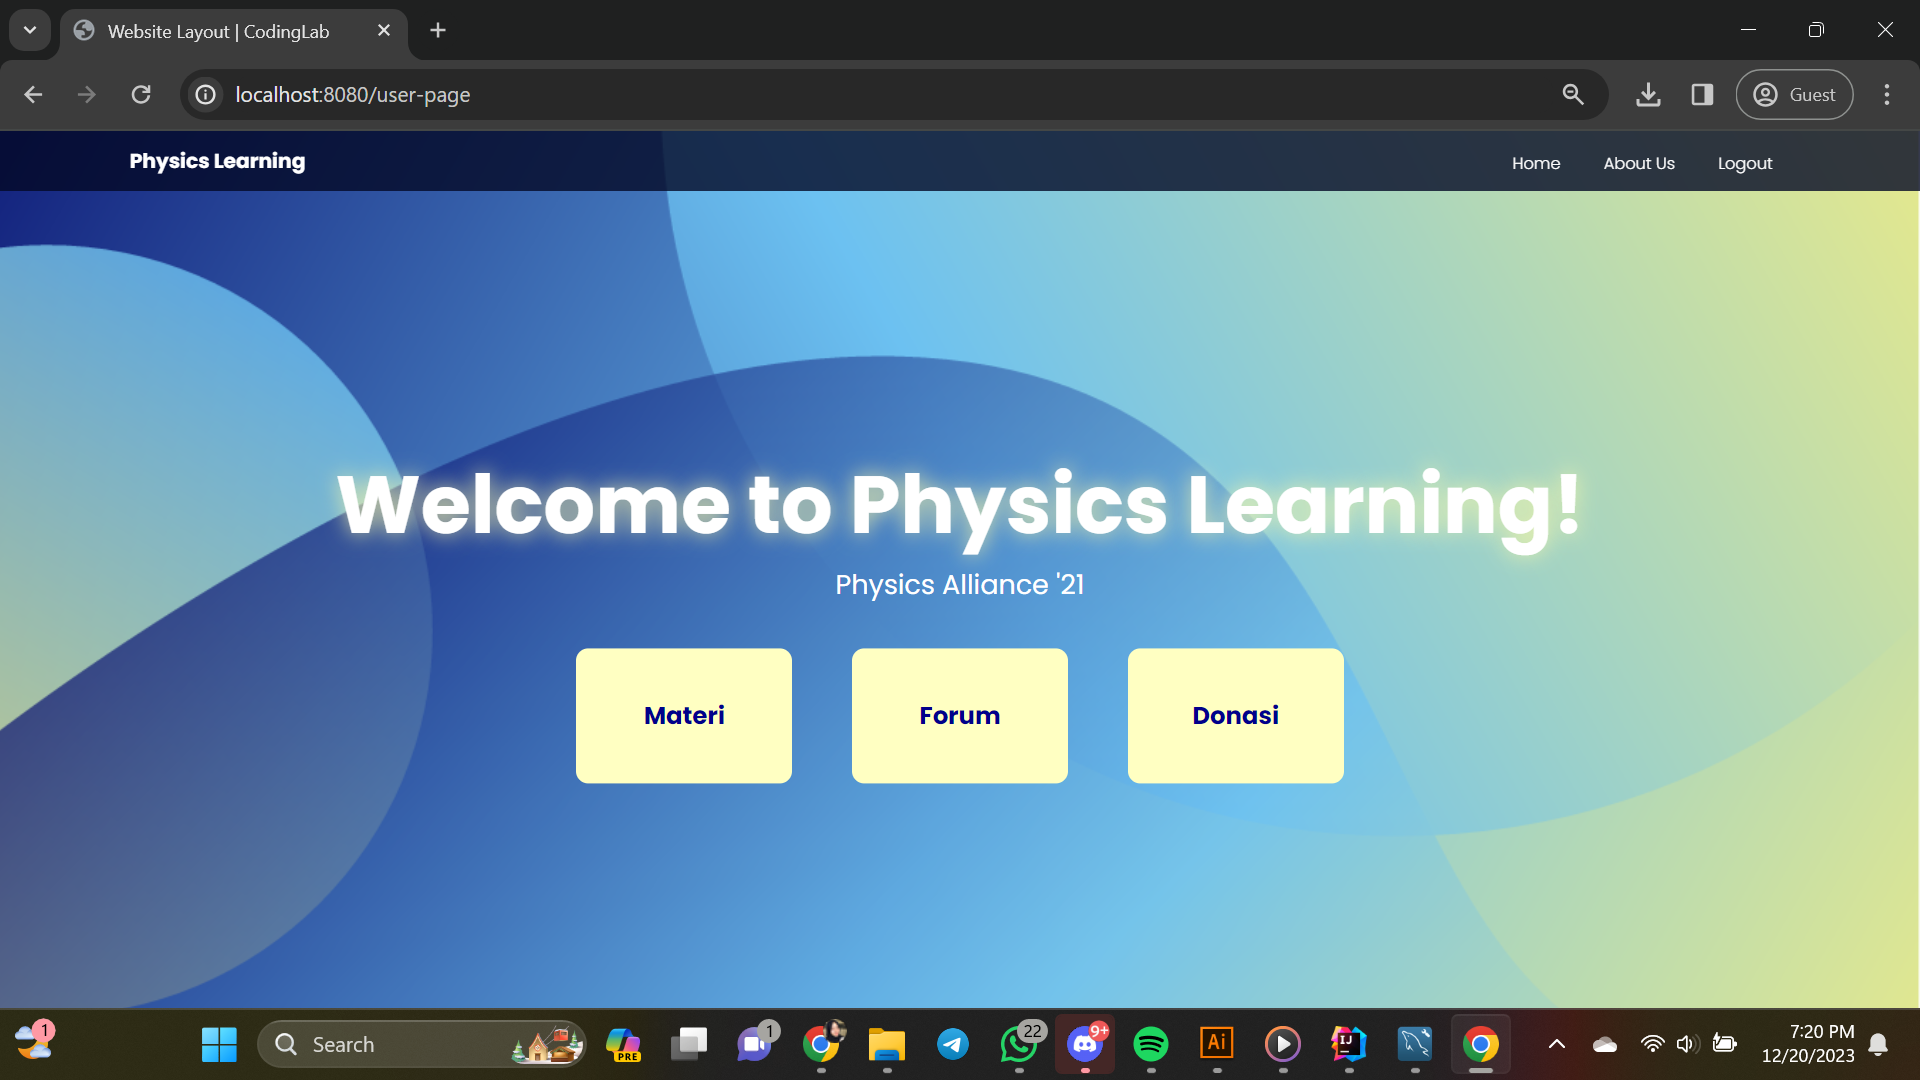 Website Layout | CodingLab
localhost:8080/user-page
Guest
Physics Learning
Home
About Us
Logout
Welcome to Physics Learning!
Physics Alliance '21
Materi
Forum
Donasi
1
Search
PRE
1
22
9+
Ai
IJ
7:20 PM
12/20/2023